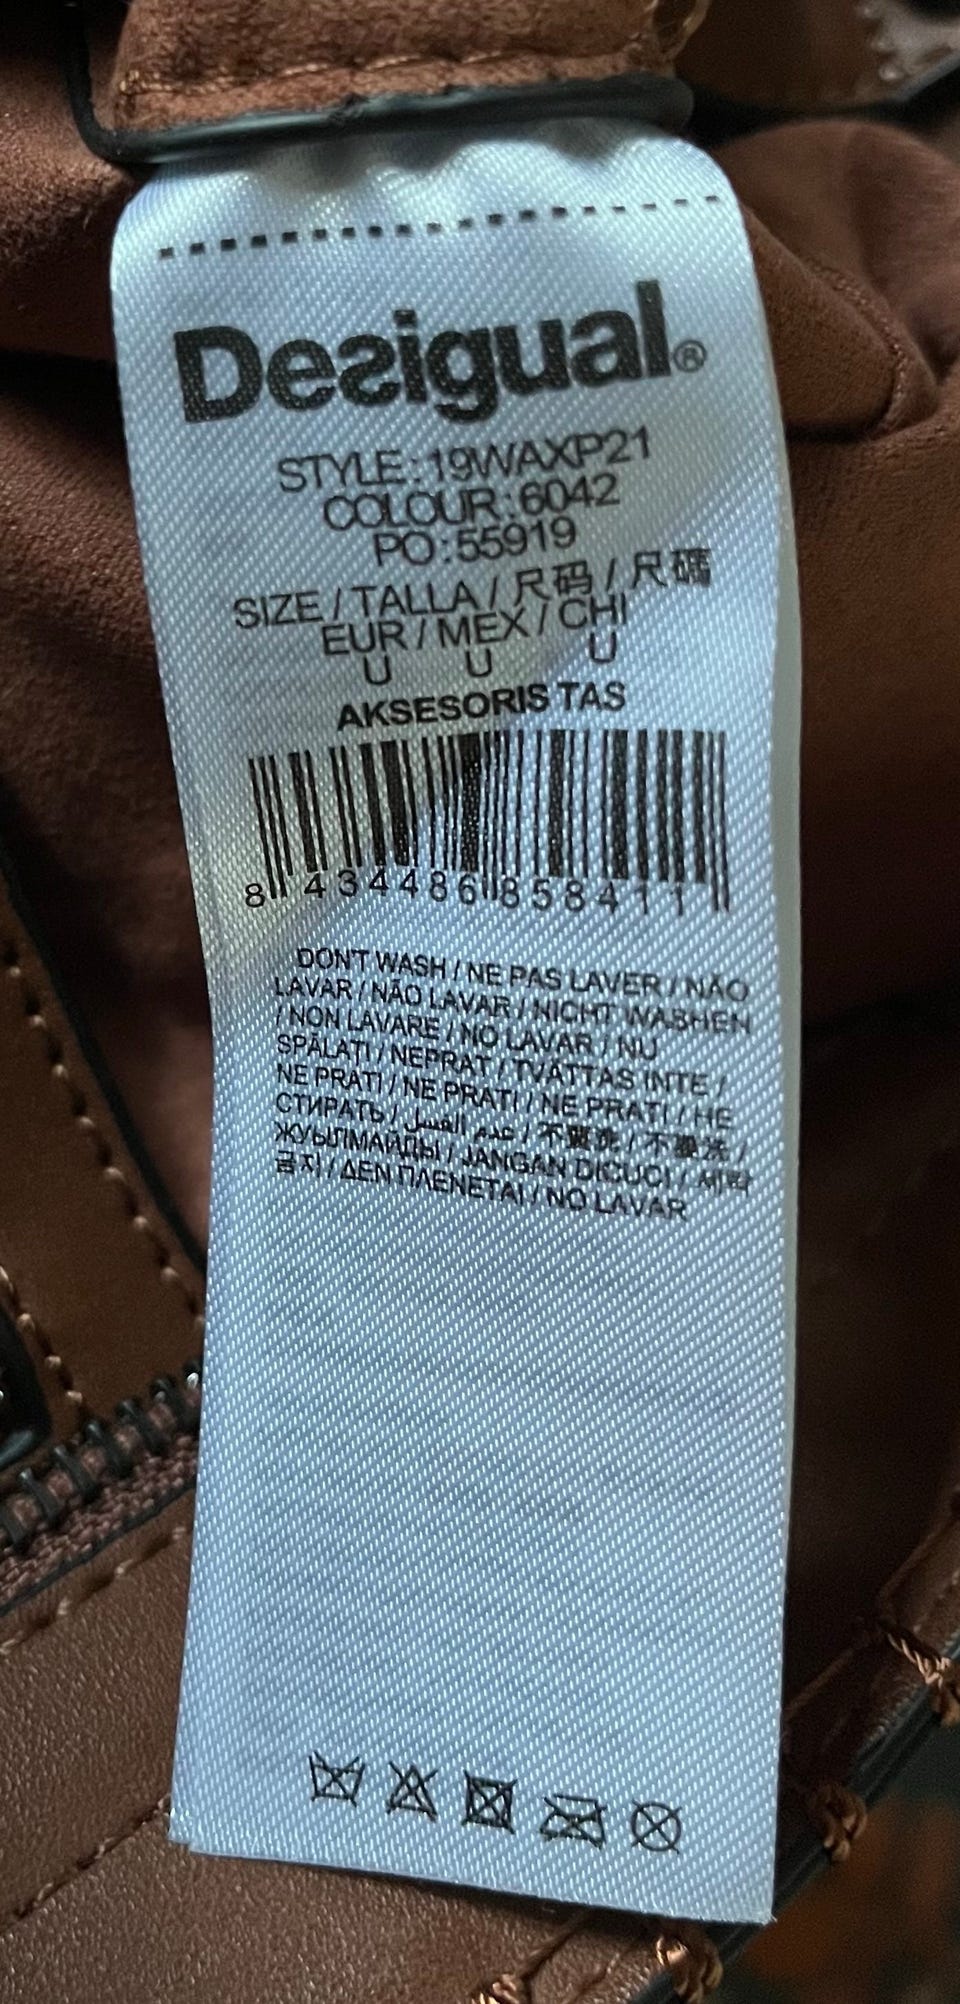 Desigual®
STYLE:19WAXP21
COLOUR:6042
PO:55919
SIZE / TALLA / 尺码 / 尺碼
EUR / MEX / CHI
U U U
AKSESORIS TAS
8 434486 858411
DON'T WASH / NE PAS LAVER / NÃO
LAVAR / NÃO LAVAR / NICHT WASHEN
/ NON LAVARE / NO LAVAR / NU
SPĂLAȚI / NEPRAT / TVÄTTAS INTE /
NE PRATI / NE PRATI / NE PRATI / НЕ
СТИРАТЬ / عدم الغسل / 不要洗 / 不要洗 /
ЖУЫЛМАЙДЫ / JANGAN DICUCI / 세탁
금지 / ΔΕΝ ΠΛΕΝΕΤΑΙ / NO LAVAR